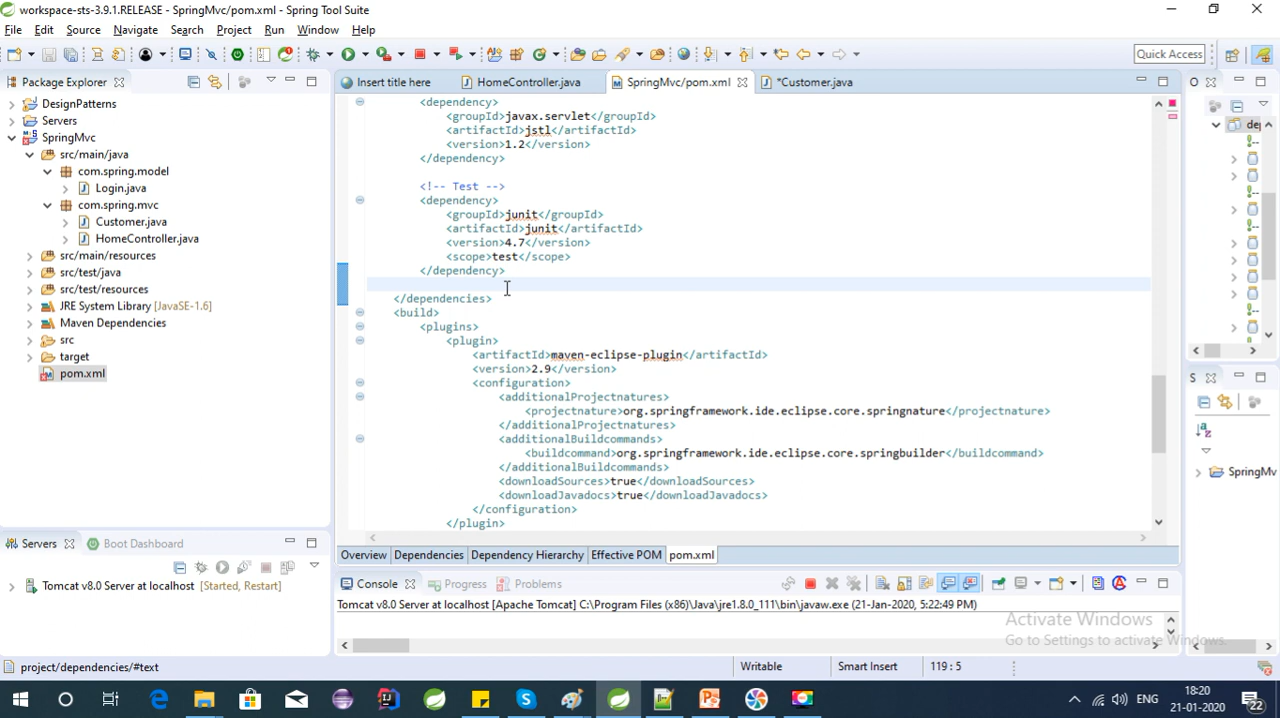 workspace-sts-3.9.1.RELEASE - SpringMvc/pom.xml - Spring Tool Suite
File Edit Source Navigate Search Project Run Window Help
Quick Access
Package Explorer
Insert title here
HomeController.java
SpringMvc/pom.xml
*Customer.java
O
DesignPatterns
Servers
SpringMvc
src/main/java
com.spring.model
Login.java
com.spring.mvc
Customer.java
HomeController.java
src/main/resources
src/test/java
src/test/resources
JRE System Library [JavaSE-1.6]
Maven Dependencies
src
target
pom.xml
<dependency>
<groupId>javax.servlet</groupId>
<artifactId>jstl</artifactId>
<version>1.2</version>
</dependency>
<!-- Test -->
<dependency>
<groupId>junit</groupId>
<artifactId>junit</artifactId>
<version>4.7</version>
<scope>test</scope>
</dependency>
</dependencies>
<build>
<plugins>
<plugin>
<artifactId>maven-eclipse-plugin</artifactId>
<version>2.9</version>
<configuration>
<additionalProjectnatures>
<projectnature>org.springframework.ide.eclipse.core.springnature</projectnature>
</additionalProjectnatures>
<additionalBuildcommands>
<buildcommand>org.springframework.ide.eclipse.core.springbuilder</buildcommand>
</additionalBuildcommands>
<downloadSources>true</downloadSources>
<downloadJavadocs>true</downloadJavadocs>
</configuration>
</plugin>
de
S
SpringMv
Overview Dependencies Dependency Hierarchy Effective POM pom.xml
Servers
Boot Dashboard
Tomcat v8.0 Server at localhost [Started, Restart]
Console
Progress
Problems
Tomcat v8.0 Server at localhost [Apache Tomcat] C:\Program Files (x86)\Java\jre1.8.0_111\bin\javaw.exe (21-Jan-2020, 5:22:49 PM)
Activate Windows
Go to Settings to activate Windows.
project/dependencies/#text
Writable
Smart Insert
119 : 5
ENG
18:20
21-01-2020
22